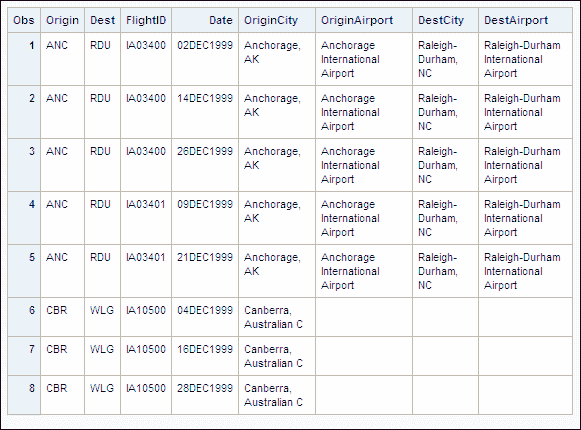 Obs Origin Dest FlightID Date OriginCity OriginAirport DestCity DestAirport
1 ANC RDU IA03400 02DEC1999 Anchorage, Anchorage Raleigh- Raleigh-Durham
AK International Durham, International
Airport NC Airport
2 ANC RDU IA03400 14DEC1999 Anchorage, Anchorage Raleigh- Raleigh-Durham
AK International Durham, International
Airport NC Airport
3 ANC RDU IA03400 26DEC1999 Anchorage, Anchorage Raleigh- Raleigh-Durham
AK International Durham, International
Airport NC Airport
4 ANC RDU IA03401 09DEC1999 Anchorage, Anchorage Raleigh- Raleigh-Durham
AK International Durham, International
Airport NC Airport
5 ANC RDU IA03401 21DEC1999 Anchorage, Anchorage Raleigh- Raleigh-Durham
AK International Durham, International
Airport NC Airport
6 CBR WLG IA10500 04DEC1999 Canberra,
Australian C
7 CBR WLG IA10500 16DEC1999 Canberra,
Australian C
8 CBR WLG IA10500 28DEC1999 Canberra,
Australian C